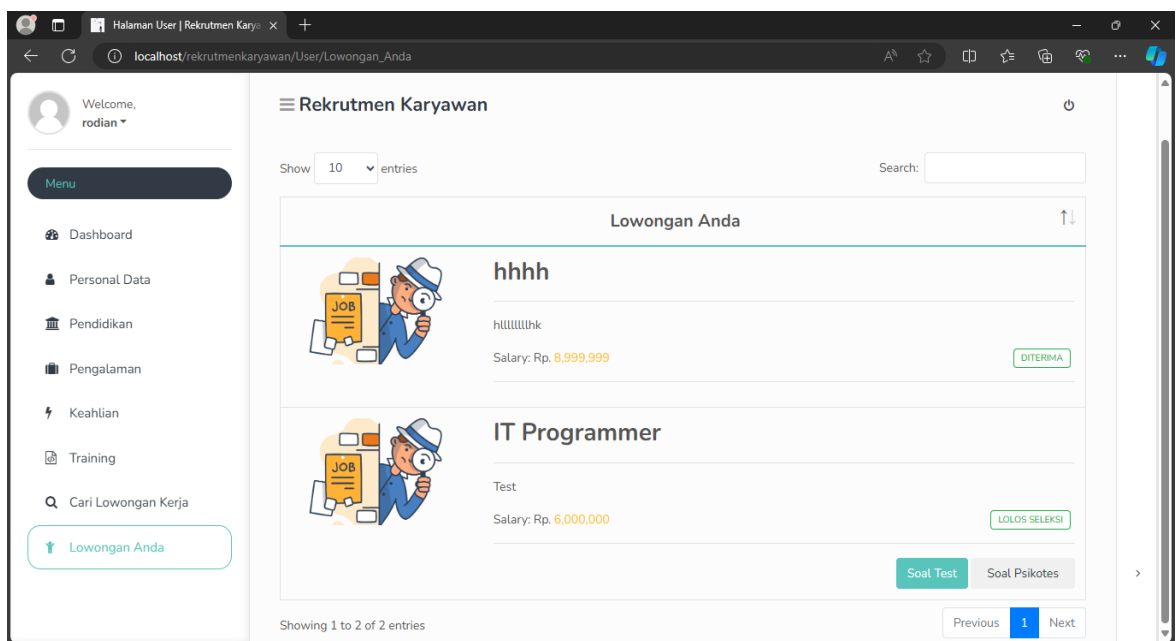 Halaman User | Rekrutmen Karya
localhost/rekrutmenkaryawan/User/Lowongan_Anda
Welcome,
rodian
Menu
Dashboard
Personal Data
Pendidikan
Pengalaman
Keahlian
Training
Cari Lowongan Kerja
Lowongan Anda
Rekrutmen Karyawan
Show 10 entries
Search:
Lowongan Anda
JOB
hhhh
hlllllllllhk
Salary: Rp. 8,999,999
DITERIMA
JOB
IT Programmer
Test
Salary: Rp. 6,000,000
LOLOS SELEKSI
Soal Test Soal Psikotes
Showing 1 to 2 of 2 entries
Previous 1 Next